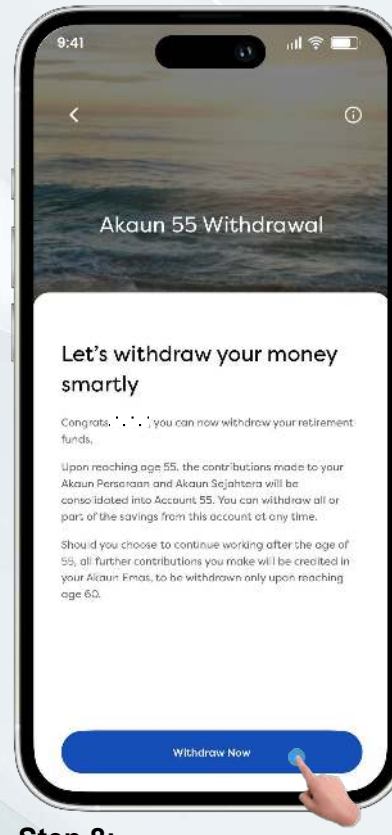 9:41
Akaun 55 Withdrawal
Let's withdraw your money
smartly
Congrats, you can now withdraw your retirement
funds.
Upon reaching age 55, the contributions made to your
Akaun Persaraan and Akaun Sejahtera will be
consolidated into Account 55. You can withdraw all or
part of the savings from this account at any time.
Should you choose to continue working after the age of
55, all further contributions you make will be credited in
your Akaun Emas, to be withdrawn only upon reaching
age 60.
Withdraw Now
Step 8: